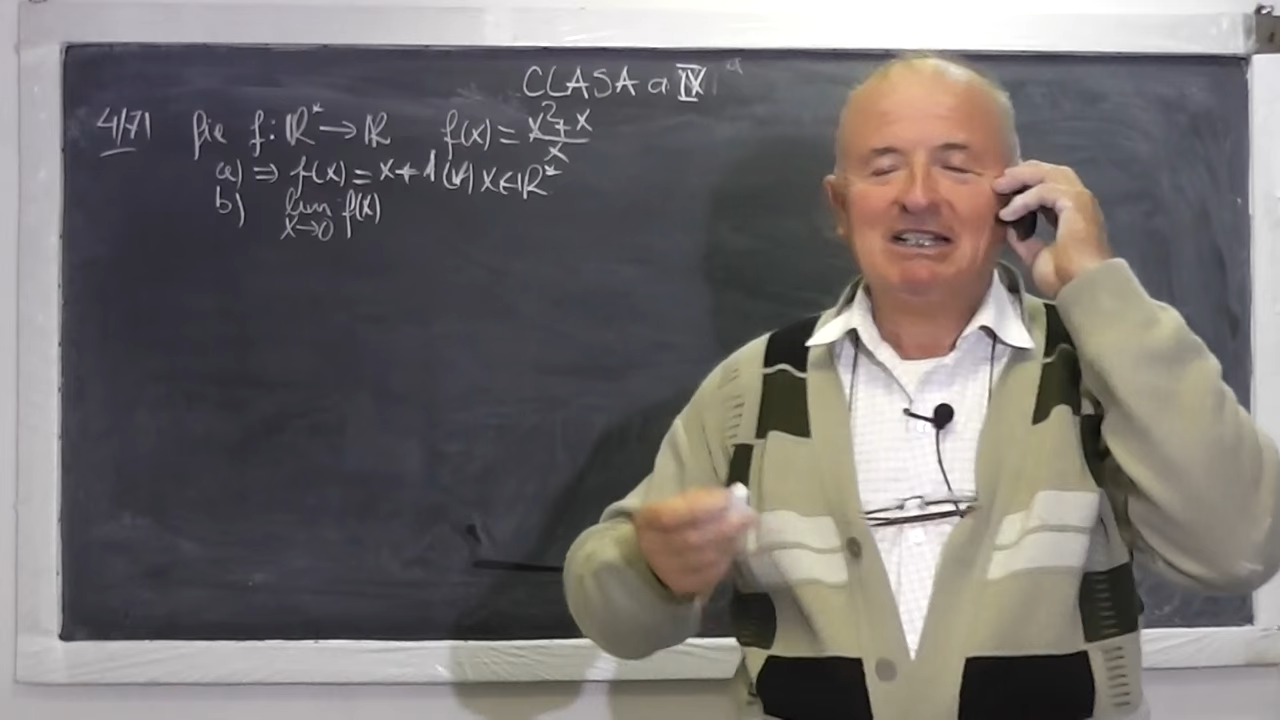 CLASA a IX a
4/71 fie f: ℝ* → ℝ f(x) = (x²+x)/x
a) ⇒ f(x) = x+1 (∀) x∈ℝ*
b) lim x→0 f(x)